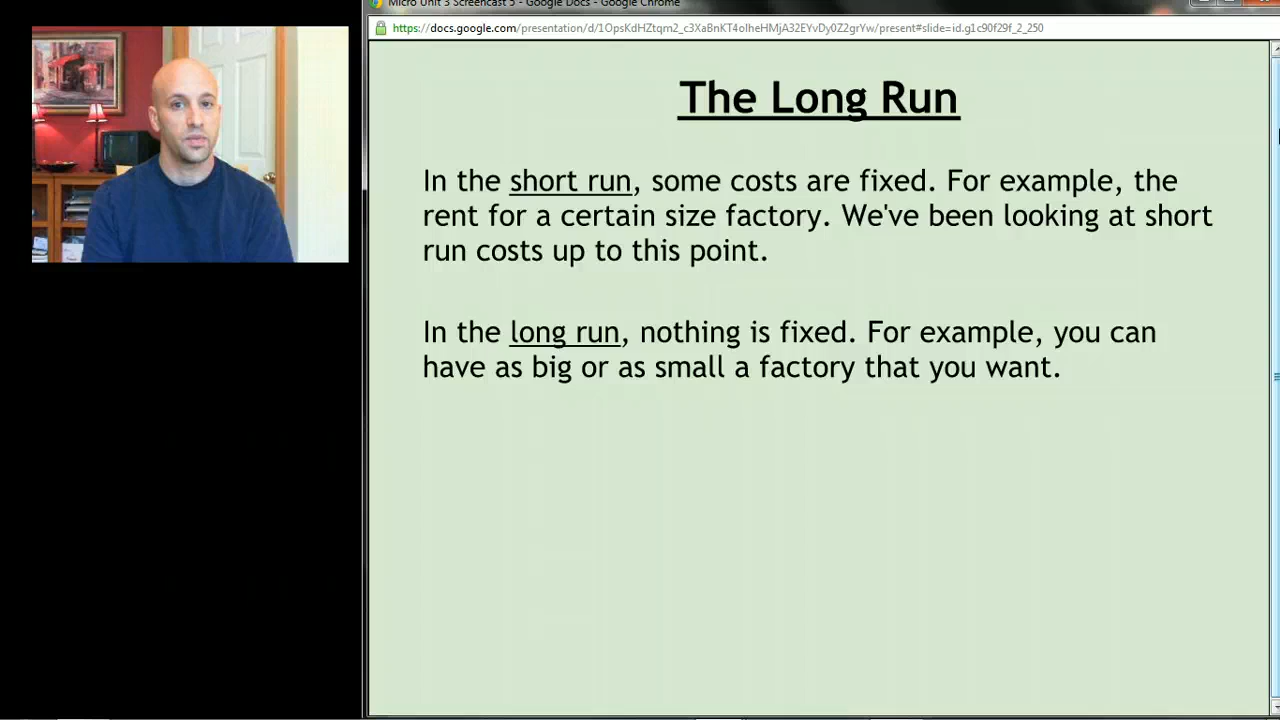 Micro Unit 3 Screencast 5 - Google Docs - Google Chrome
https://docs.google.com/presentation/d/1OpsKdHZtqm2_c3XaBnKT4oIheHMjA32EYvDy0Z2grYw/present#slide=id.g1c90f29f_2_250
The Long Run
In the short run, some costs are fixed. For example, the
rent for a certain size factory. We've been looking at short
run costs up to this point.
In the long run, nothing is fixed. For example, you can
have as big or as small a factory that you want.